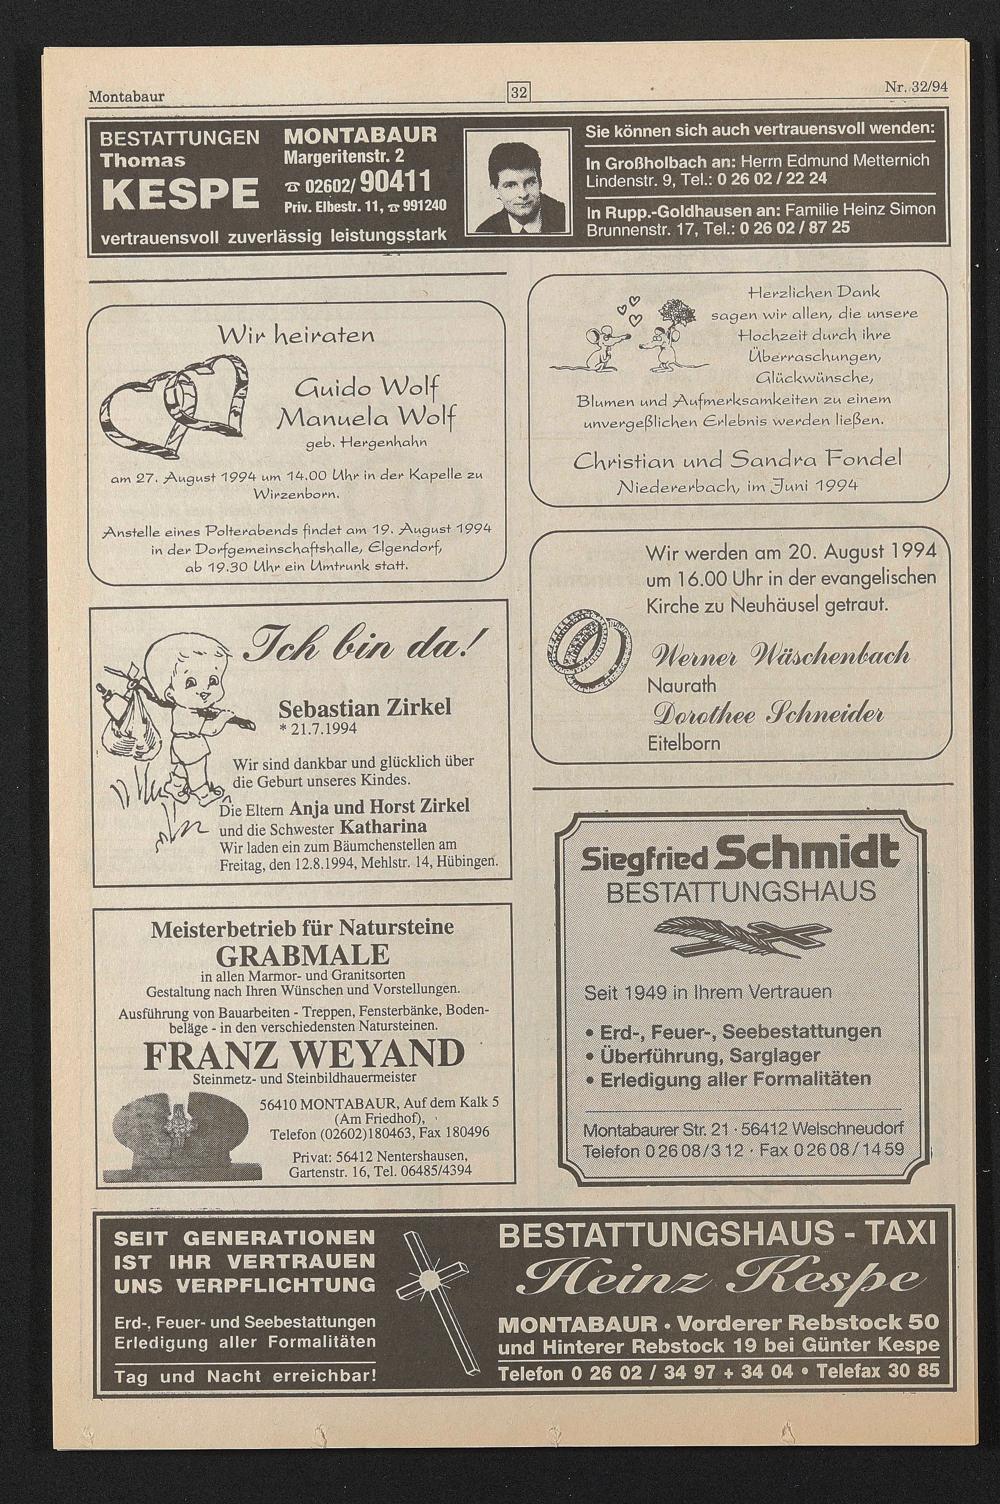 Montabaur
32
Nr. 32/94
BESTATTUNGEN
Thomas
KESPE
MONTABAUR
Margeritenstr. 2
☎ 02602/ 90411
Priv. Elbestr. 11, ☎ 991240
vertrauensvoll zuverlässig leistungsstark
Sie können sich auch vertrauensvoll wenden:
In Großholbach an: Herrn Edmund Metternich
Lindenstr. 9, Tel.: 0 26 02 / 22 24
In Rupp.-Goldhausen an: Familie Heinz Simon
Brunnenstr. 17, Tel.: 0 26 02 / 87 25
Wir heiraten
Guido Wolf
Manuela Wolf
geb. Hergenhahn
am 27. August 1994 um 14.00 Uhr in der Kapelle zu
Wirzenborn.
Anstelle eines Polterabends findet am 19. August 1994
in der Dorfgemeinschaftshalle, Elgendorf,
ab 19.30 Uhr ein Umtrunk statt.
Herzlichen Dank
sagen wir allen, die unsere
Hochzeit durch ihre
Überraschungen,
Glückwünsche,
Blumen und Aufmerksamkeiten zu einem
unvergeßlichen Erlebnis werden ließen.
Christian und Sandra Fondel
Niedererbach, im Juni 1994
Wir werden am 20. August 1994
um 16.00 Uhr in der evangelischen
Kirche zu Neuhäusel getraut.
Werner Wäschenbach
Naurath
Dorothee Schneider
Eitelborn
Ich bin da!
Sebastian Zirkel
* 21.7.1994
Wir sind dankbar und glücklich über
die Geburt unseres Kindes.
Die Eltern Anja und Horst Zirkel
und die Schwester Katharina
Wir laden ein zum Bäumchenstellen am
Freitag, den 12.8.1994, Mehlstr. 14, Hübingen.
Siegfried Schmidt
BESTATTUNGSHAUS
Seit 1949 in Ihrem Vertrauen
• Erd-, Feuer-, Seebestattungen
• Überführung, Sarglager
• Erledigung aller Formalitäten
Montabaurer Str. 21 · 56412 Welschneudorf
Telefon 0 26 08 / 3 12 · Fax 0 26 08 / 14 59
Meisterbetrieb für Natursteine
GRABMALE
in allen Marmor- und Granitsorten
Gestaltung nach Ihren Wünschen und Vorstellungen.
Ausführung von Bauarbeiten - Treppen, Fensterbänke, Boden-
beläge - in den verschiedensten Natursteinen.
FRANZ WEYAND
Steinmetz- und Steinbildhauermeister
56410 MONTABAUR, Auf dem Kalk 5
(Am Friedhof),
Telefon (02602)180463, Fax 180496
Privat: 56412 Nentershausen,
Gartenstr. 16, Tel. 06485/4394
SEIT GENERATIONEN
IST IHR VERTRAUEN
UNS VERPFLICHTUNG
Erd-, Feuer- und Seebestattungen
Erledigung aller Formalitäten
Tag und Nacht erreichbar!
BESTATTUNGSHAUS - TAXI
Heinz Kespe
MONTABAUR • Vorderer Rebstock 50
und Hinterer Rebstock 19 bei Günter Kespe
Telefon 0 26 02 / 34 97 + 34 04 • Telefax 30 85